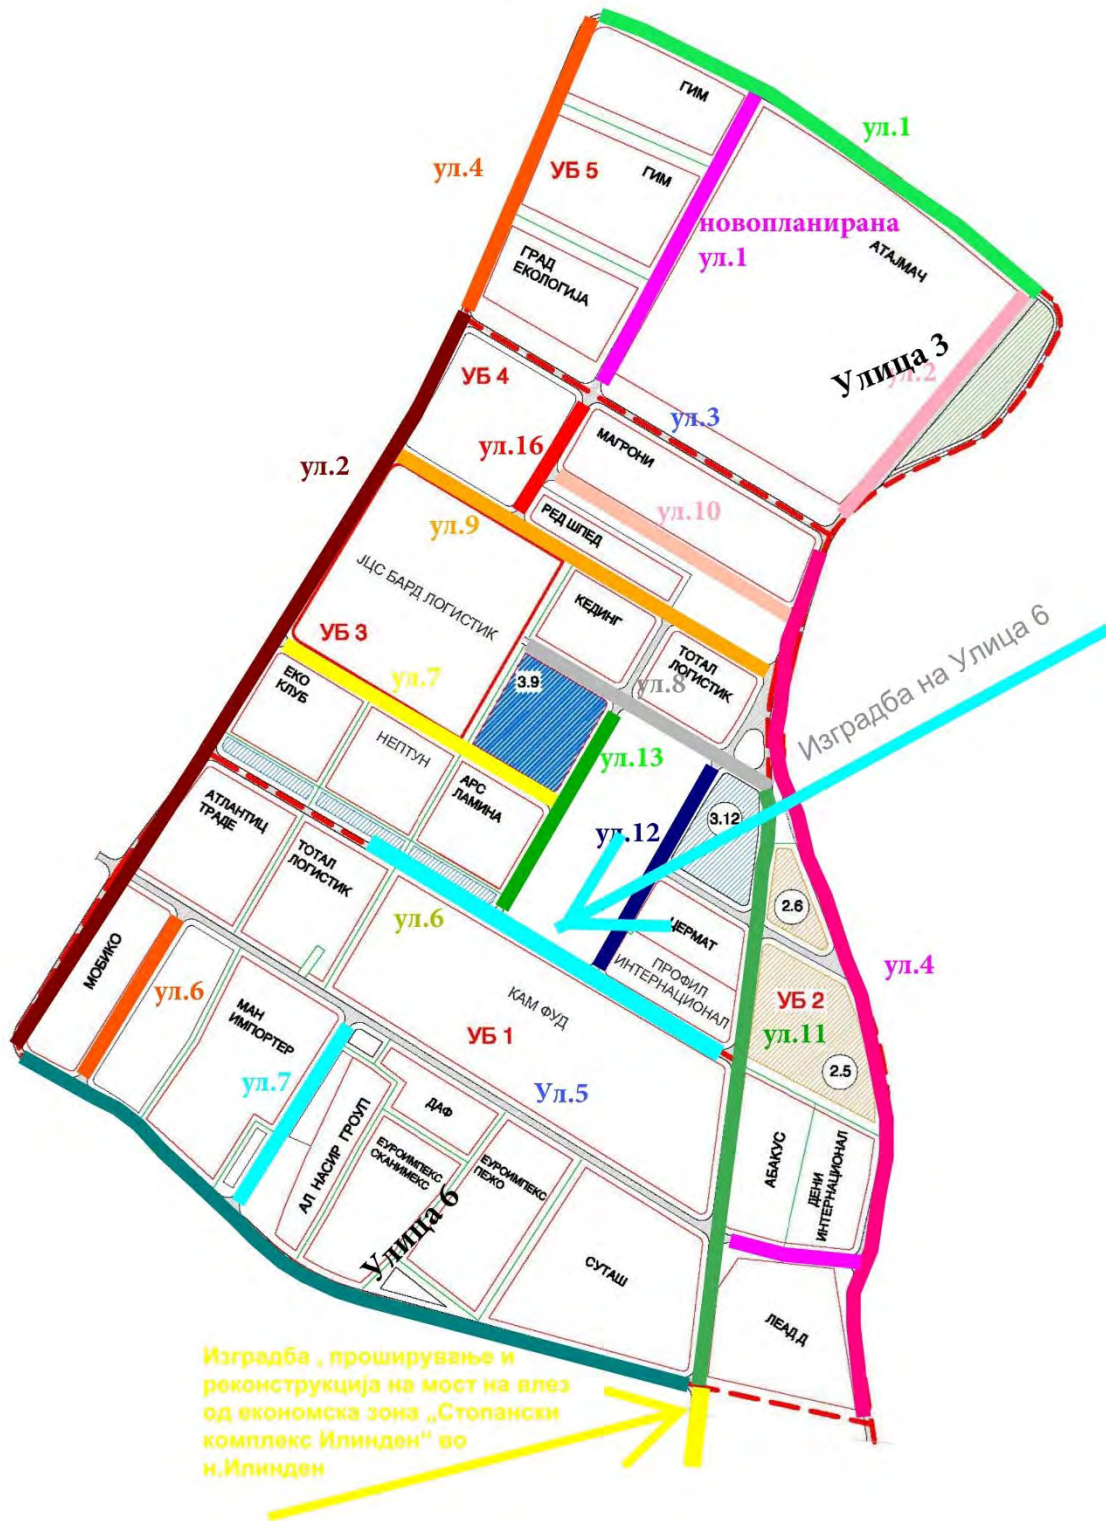 ГИМ
ул.1
ул.4
УБ 5
ГИМ
новопланирана
ул.1
АТАЈМАЧ
ГРАД
ЕКОЛОГИЈА
Улица 3
ул.2
УБ 4
ул.3
ул.16
МАГРОНИ
ул.2
ул.9
ул.10
РЕД ШПЕД
ЈЦС БАРД ЛОГИСТИК
КЕДИНГ
УБ 3
ТОТАЛ
ЛОГИСТИК
Изградба на Улица 6
ЕКО
КЛУБ
ул.7
3.9
ул.8
НЕПТУН
ул.13
АРС
ЛАМИНА
АТЛАНТИЦ
ТРАДЕ
ул.12
3.12
ТОТАЛ
ЛОГИСТИК
2.6
ул.6
ЦЕРМАТ
ПРОФИЛ
ИНТЕРНАЦИОНАЛ
ул.4
МОБИКО
ул.6
КАМ ФУД
УБ 2
МАН
ИМПОРТЕР
УБ 1
ул.11
2.5
ул.7
Ул.5
ДАФ
АЛ НАСИР ГРОУП
ЕУРОИМПЕКС
СКАНИМЕКС
ЕУРОИМПЕКС
ПЕЖО
АБАКУС
ДЕНИ
ИНТЕРНАЦИОНАЛ
Улица 6
СУТАШ
ЛЕАД Д
Изградба , проширување и
реконструкција на мост на влез
од економска зона „Стопански
комплекс Илинден“ во
н.Илинден